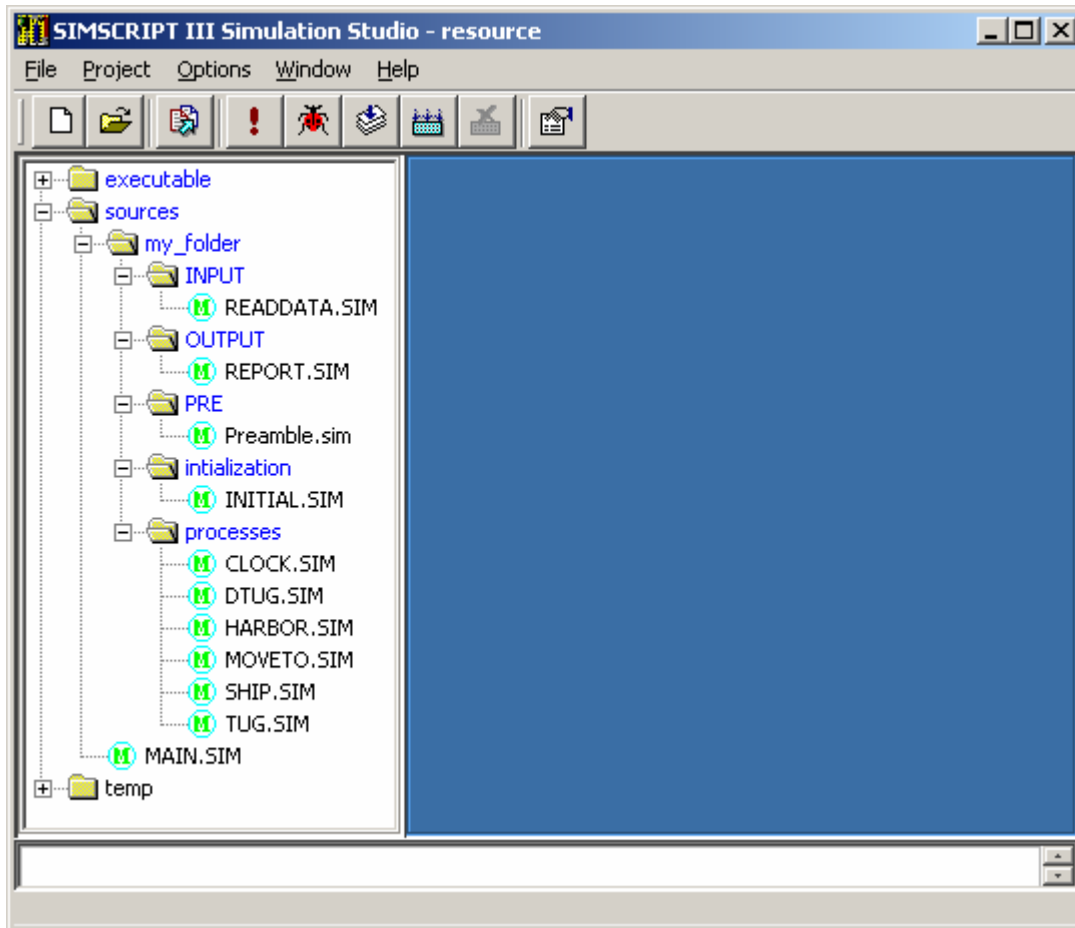 SIMSCRIPT III Simulation Studio - resource
File Project Options Window Help
executable
sources
my_folder
INPUT
M READDATA.SIM
OUTPUT
M REPORT.SIM
PRE
M Preamble.sim
intialization
M INITIAL.SIM
processes
M CLOCK.SIM
M DTUG.SIM
M HARBOR.SIM
M MOVETO.SIM
M SHIP.SIM
M TUG.SIM
M MAIN.SIM
temp